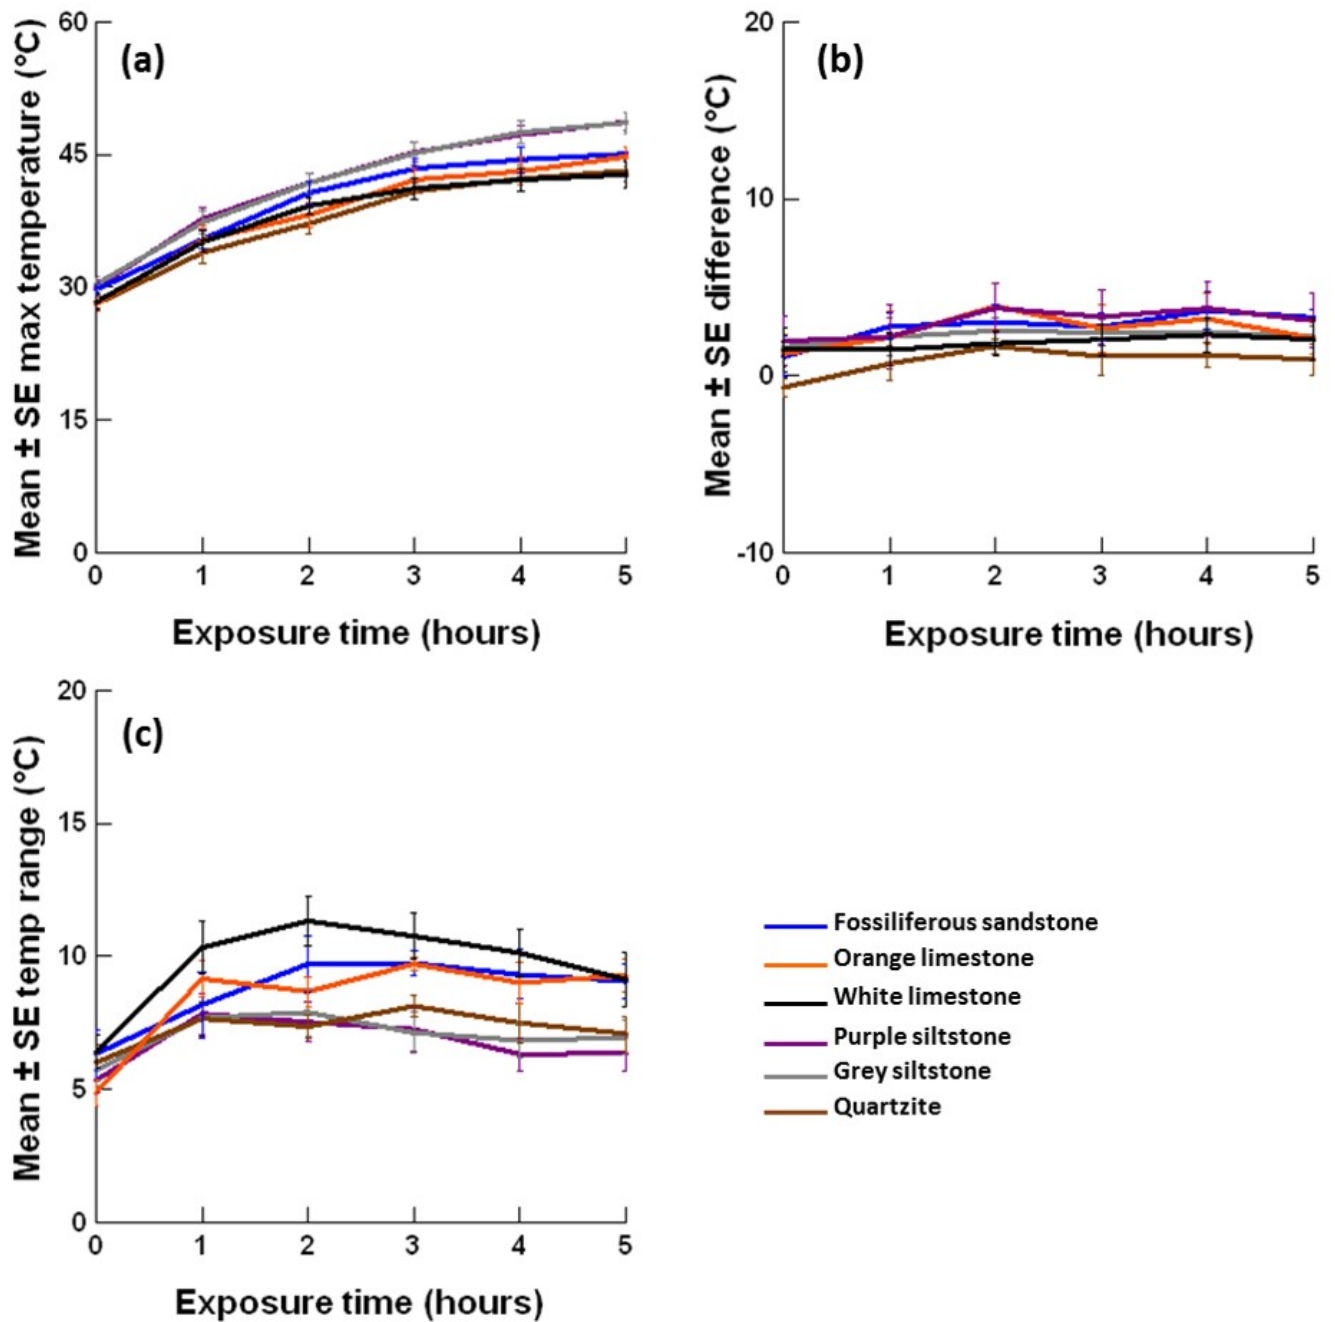 (a)
Mean ± SE max temperature (°C)
60
45
30
15
0
0 1 2 3 4 5
Exposure time (hours)
(b)
Mean ± SE difference (°C)
20
10
0
-10
0 1 2 3 4 5
Exposure time (hours)
(c)
Mean ± SE temp range (°C)
20
15
10
5
0
0 1 2 3 4 5
Exposure time (hours)
Fossiliferous sandstone
Orange limestone
White limestone
Purple siltstone
Grey siltstone
Quartzite